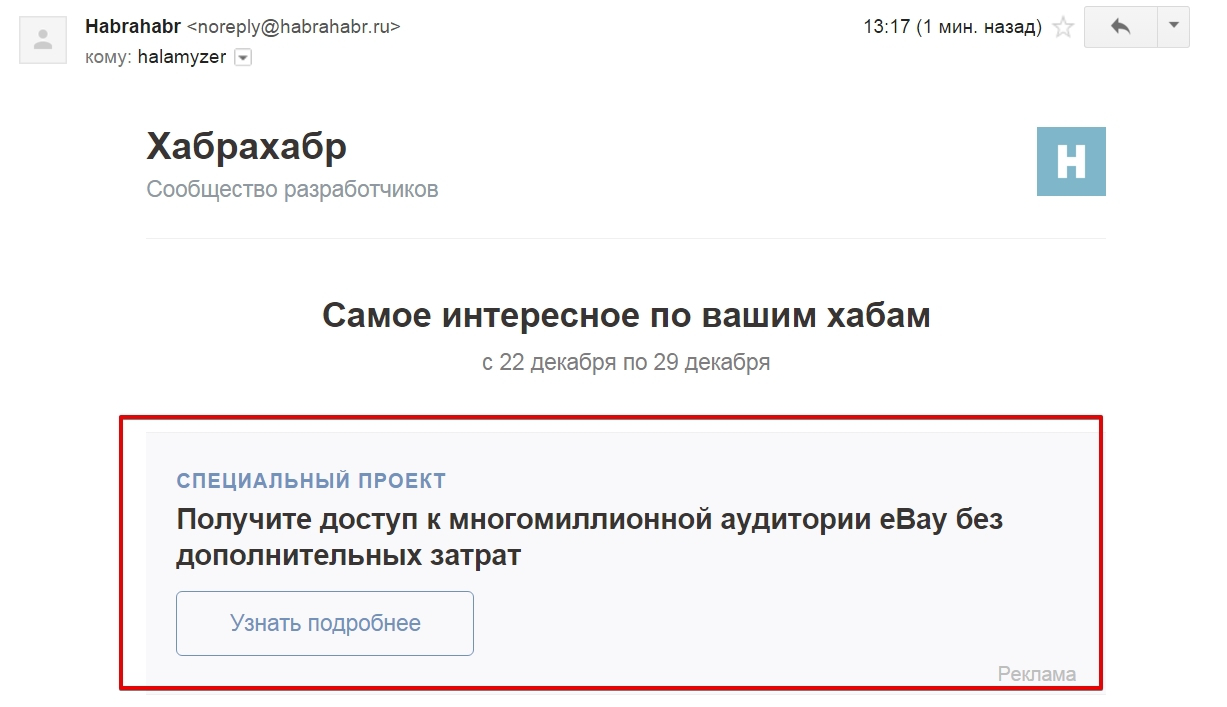 Habrahabr <noreply@habrahabr.ru>
13:17 (1 мин. назад)
кому: halamyzer
Хабрахабр
Сообщество разработчиков
H
Самое интересное по вашим хабам
с 22 декабря по 29 декабря
СПЕЦИАЛЬНЫЙ ПРОЕКТ
Получите доступ к многомиллионной аудитории eBay без
дополнительных затрат
Узнать подробнее
Реклама